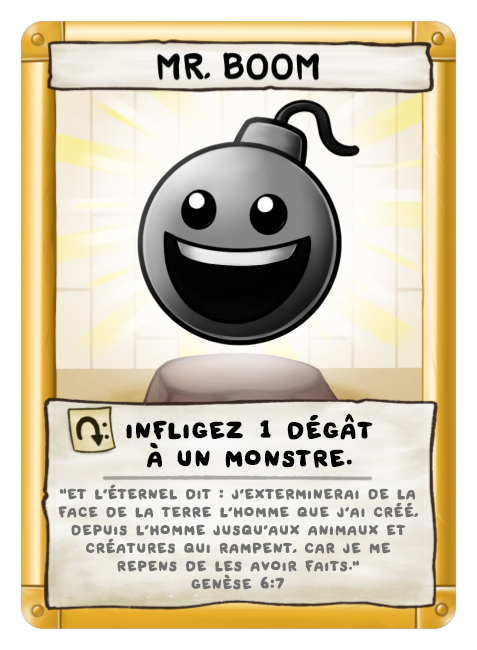 MR. BOOM
INFLIGEZ 1 DÉGÂT
À UN MONSTRE.
"ET L'ÉTERNEL DIT : J'EXTERMINERAI DE LA
FACE DE LA TERRE L'HOMME QUE J'AI CRÉÉ,
DEPUIS L'HOMME JUSQU'AUX ANIMAUX ET
CRÉATURES QUI RAMPENT, CAR JE ME
REPENS DE LES AVOIR FAITS."
GENÈSE 6:7